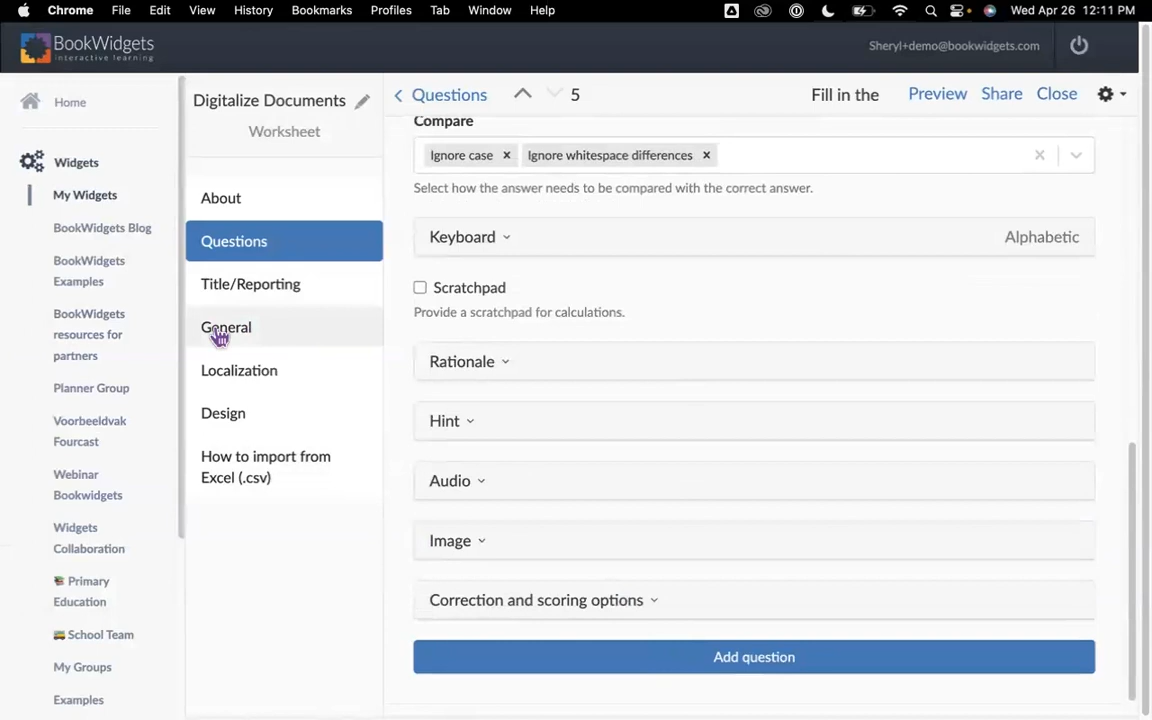 Chrome File Edit View History Bookmarks Profiles Tab Window Help Wed Apr 26 12:11 PM
BookWidgets
interactive learning
Sheryl+demo@bookwidgets.com
Home
Widgets
My Widgets
BookWidgets Blog
BookWidgets
Examples
BookWidgets
resources for
partners
Planner Group
Voorbeeldvak
Fourcast
Webinar
Bookwidgets
Widgets
Collaboration
Primary
Education
School Team
My Groups
Examples
Digitalize Documents
Worksheet
About
Questions
Title/Reporting
General
Localization
Design
How to import from
Excel (.csv)
Questions 5 Fill in the Preview Share Close
Compare
Ignore case Ignore whitespace differences
Select how the answer needs to be compared with the correct answer.
Keyboard Alphabetic
Scratchpad
Provide a scratchpad for calculations.
Rationale
Hint
Audio
Image
Correction and scoring options
Add question